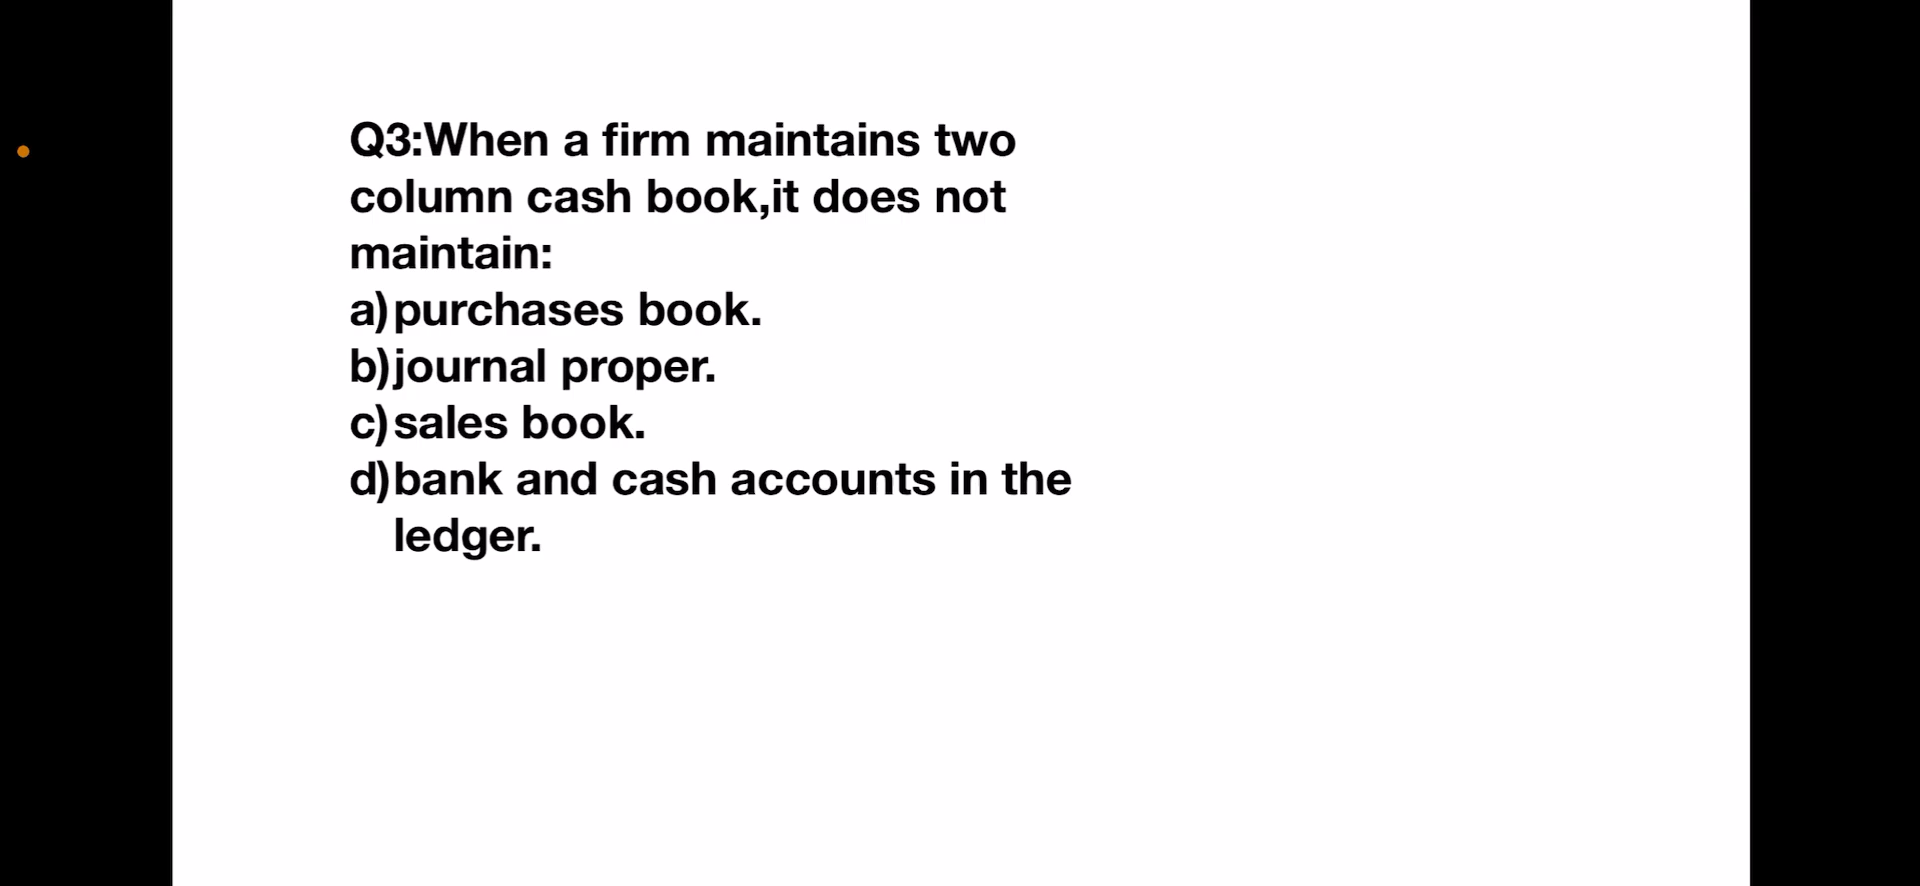 Q3:When a firm maintains two
column cash book,it does not
maintain:
a)purchases book.
b)journal proper.
c)sales book.
d)bank and cash accounts in the
ledger.